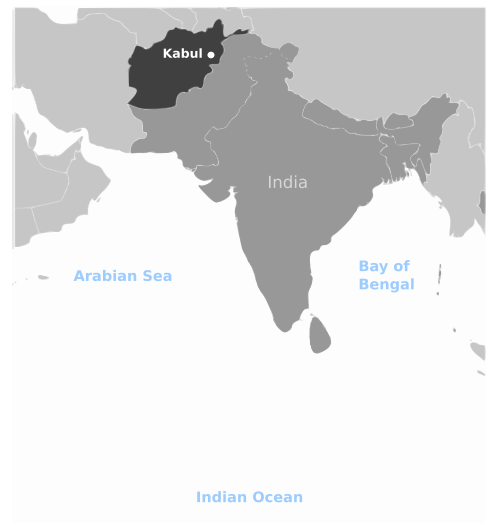 Kabul
India
Arabian Sea
Bay of
Bengal
Indian Ocean